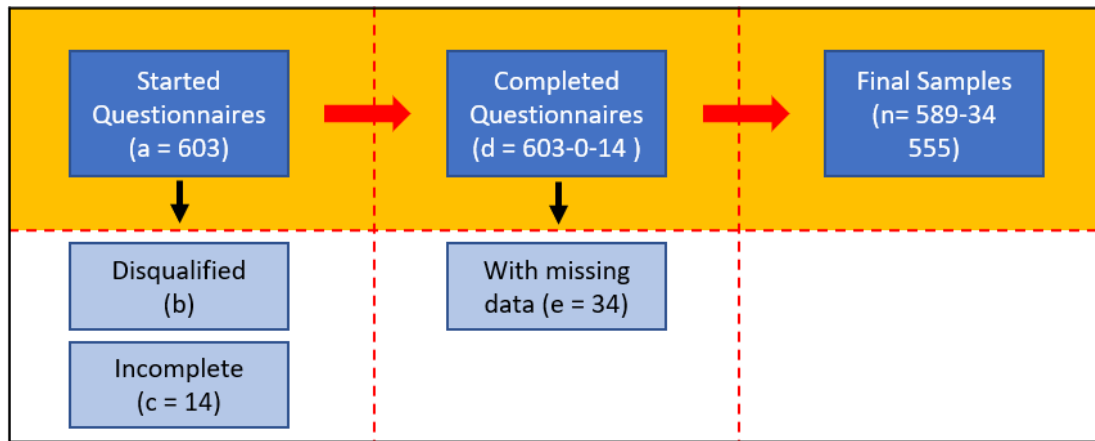 Started
Questionnaires
(a = 603)
Completed
Questionnaires
(d = 603-0-14 )
Final Samples
(n= 589-34
555)
Disqualified
(b)
With missing
data (e = 34)
Incomplete
(c = 14)